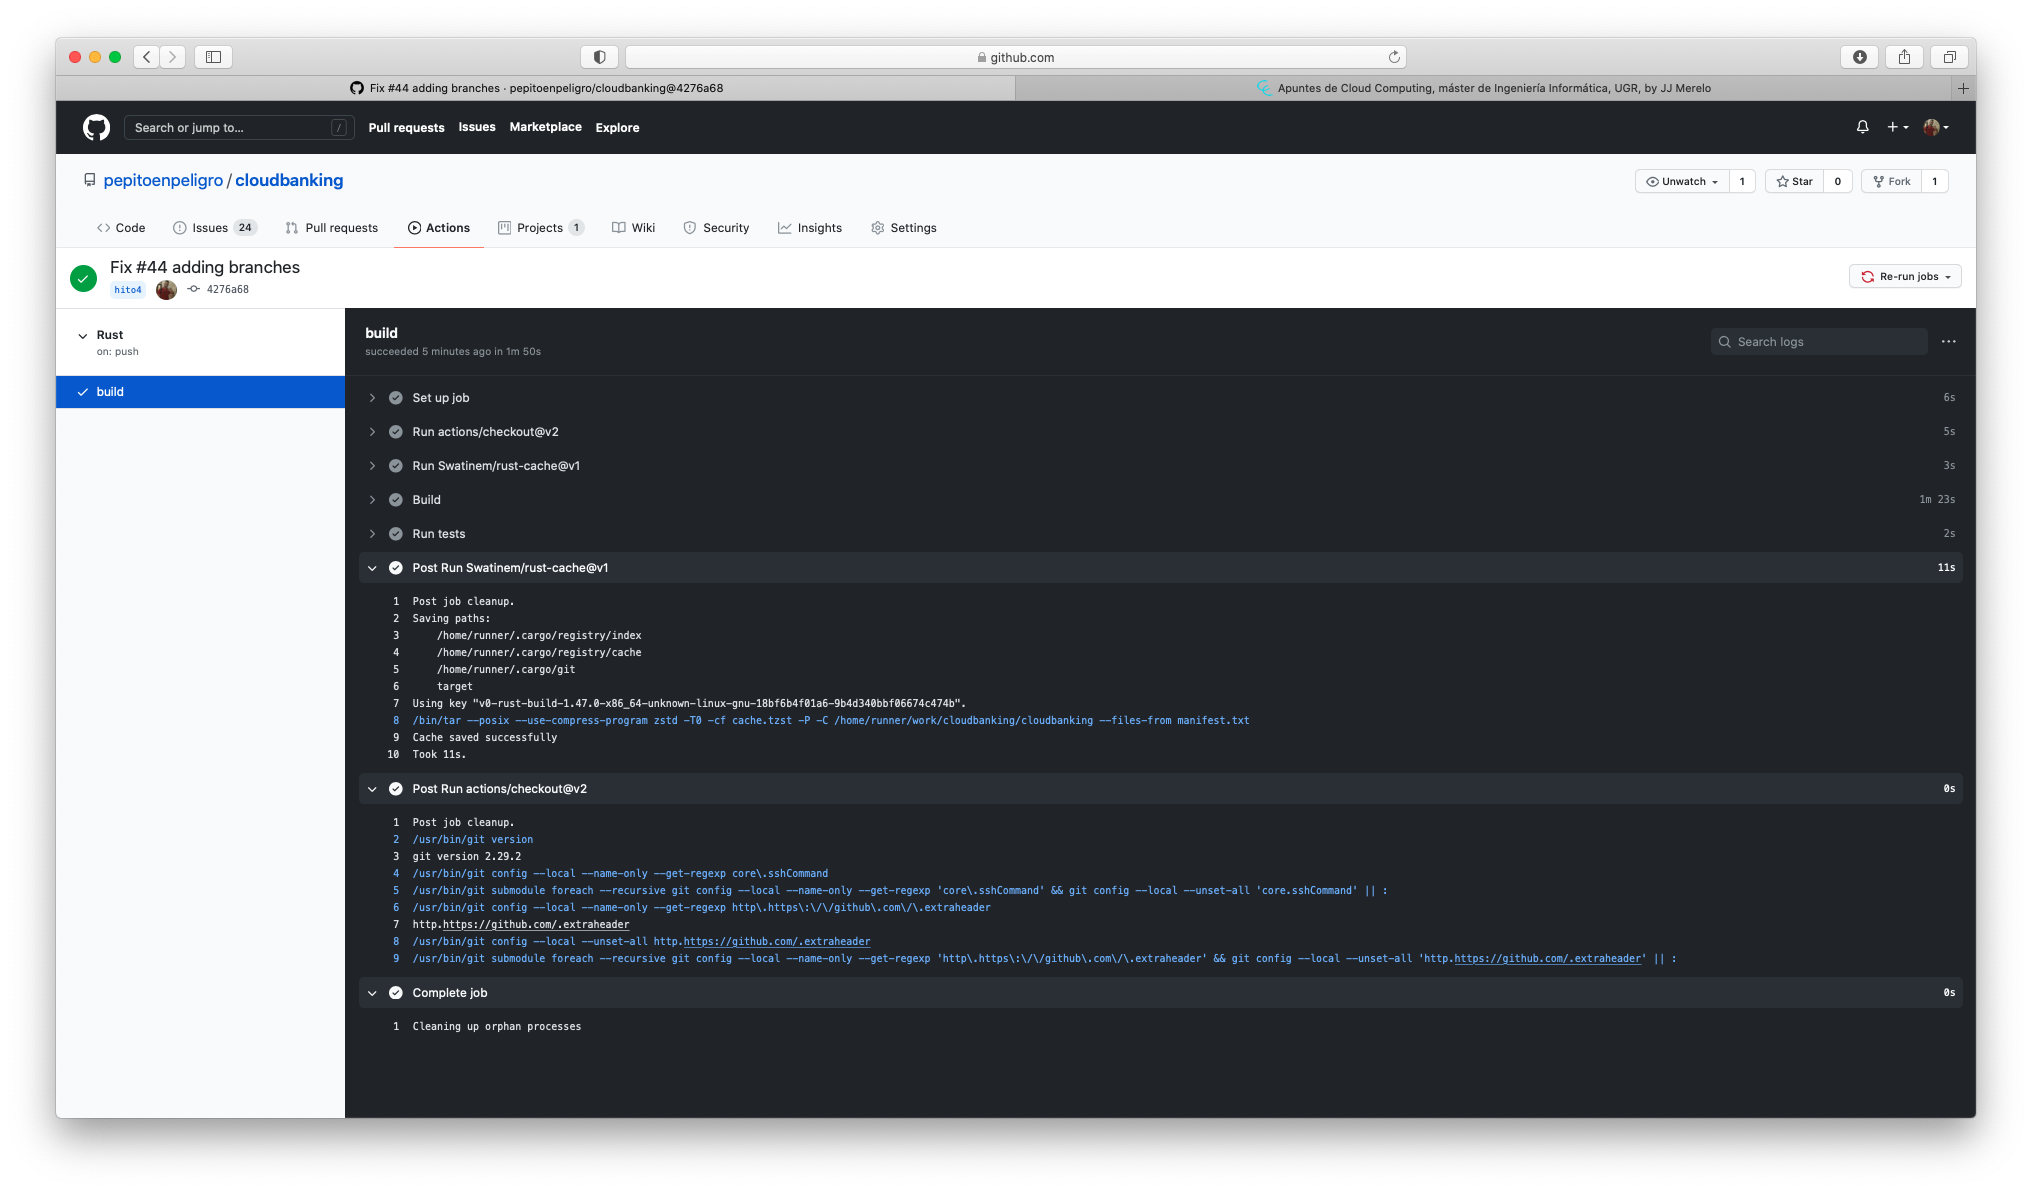 github.com
Fix #44 adding branches · pepitoenpeligro/cloudbanking@4276a68
Apuntes de Cloud Computing, máster de Ingeniería Informática, UGR, by JJ Merelo
Search or jump to... / Pull requests Issues Marketplace Explore
pepitoenpeligro / cloudbanking
Unwatch 1 Star 0 Fork 1
Code Issues 24 Pull requests Actions Projects 1 Wiki Security Insights Settings
Fix #44 adding branches
hito4 4276a68
Re-run jobs
Rust
on: push
build
build
succeeded 5 minutes ago in 1m 50s
Search logs
Set up job 6s
Run actions/checkout@v2 5s
Run Swatinem/rust-cache@v1 3s
Build 1m 23s
Run tests 2s
Post Run Swatinem/rust-cache@v1 11s
1 Post job cleanup.
2 Saving paths:
3 /home/runner/.cargo/registry/index
4 /home/runner/.cargo/registry/cache
5 /home/runner/.cargo/git
6 target
7 Using key "v0-rust-build-1.47.0-x86_64-unknown-linux-gnu-18bf6b4f01a6-9b4d340bbf06674c474b".
8 /bin/tar --posix --use-compress-program zstd -T0 -cf cache.tzst -P -C /home/runner/work/cloudbanking/cloudbanking --files-from manifest.txt
9 Cache saved successfully
10 Took 11s.
Post Run actions/checkout@v2 0s
1 Post job cleanup.
2 /usr/bin/git version
3 git version 2.29.2
4 /usr/bin/git config --local --name-only --get-regexp core\.sshCommand
5 /usr/bin/git submodule foreach --recursive git config --local --name-only --get-regexp 'core\.sshCommand' && git config --local --unset-all 'core.sshCommand' || :
6 /usr/bin/git config --local --name-only --get-regexp http\.https\:\/\/github\.com\/\.extraheader
7 http.https://github.com/.extraheader
8 /usr/bin/git config --local --unset-all http.https://github.com/.extraheader
9 /usr/bin/git submodule foreach --recursive git config --local --name-only --get-regexp 'http\.https\:\/\/github\.com\/\.extraheader' && git config --local --unset-all 'http.https://github.com/.extraheader' || :
Complete job 0s
1 Cleaning up orphan processes